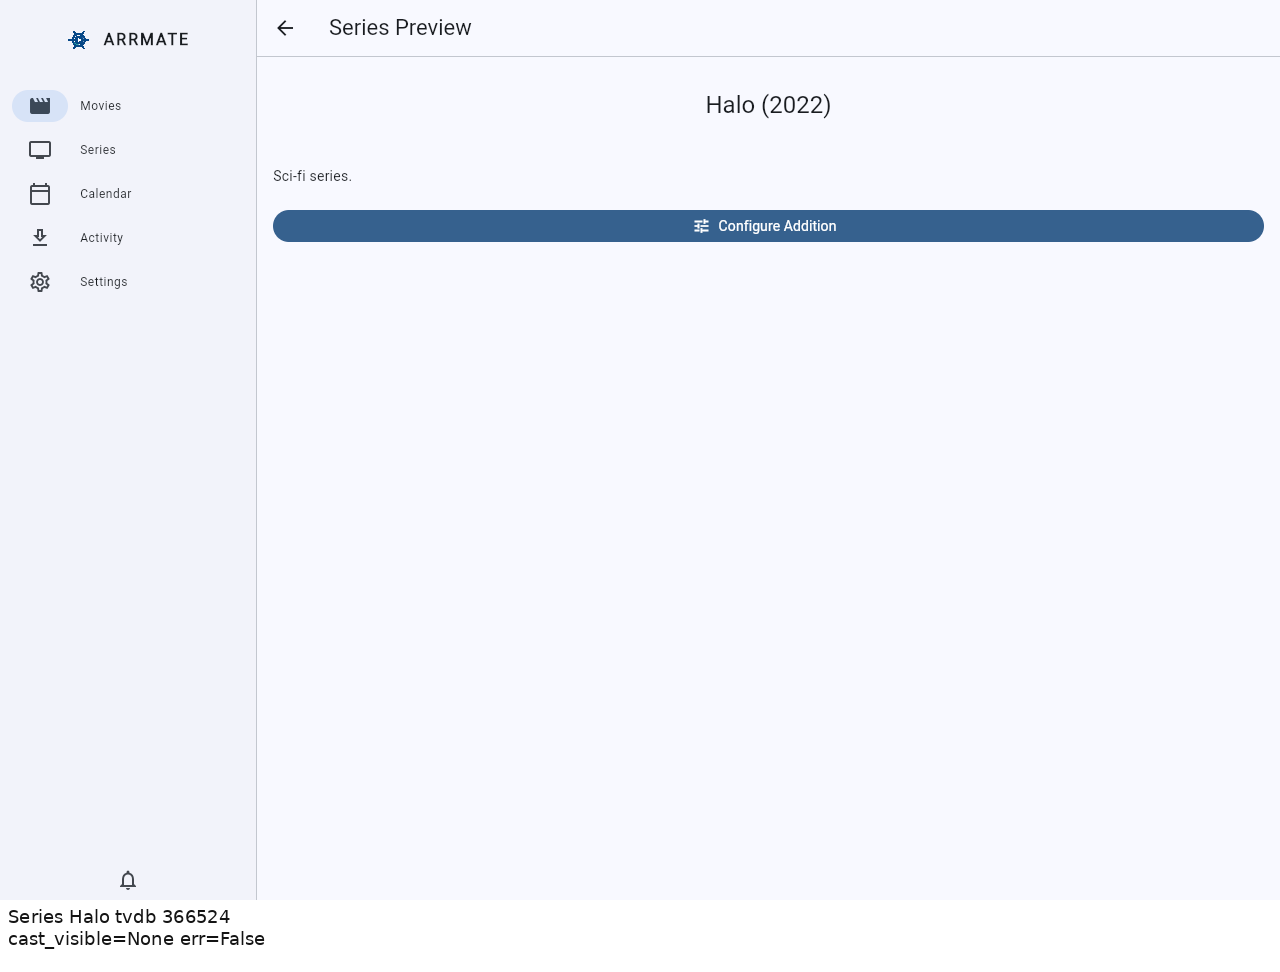 ARRMATE
Series Preview
Movies
Series
Calendar
Activity
Settings
Halo (2022)
Sci-fi series.
Configure Addition
Series Halo tvdb 366524
cast_visible=None err=False